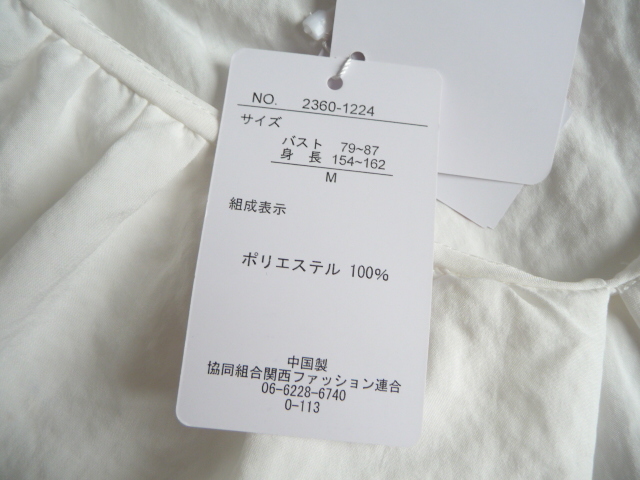 NO. 2360-1224
サイズ
バスト 79~87
身 長 154~162
M
組成表示
ポリエステル 100%
中国製
協同組合関西ファッション連合
06-6228-6740
O-113